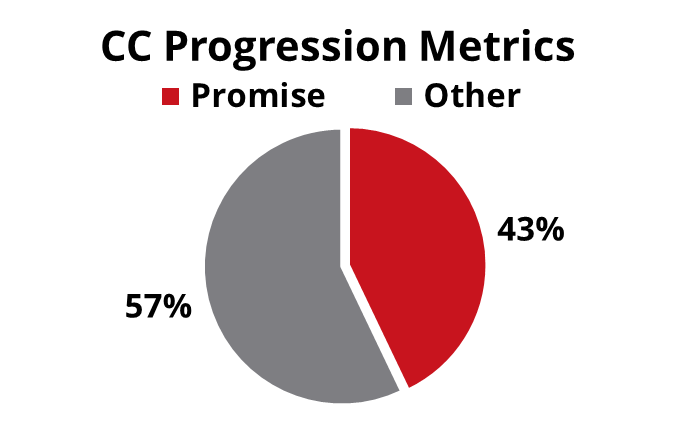 CC Progression Metrics
Promise Other
43%
57%